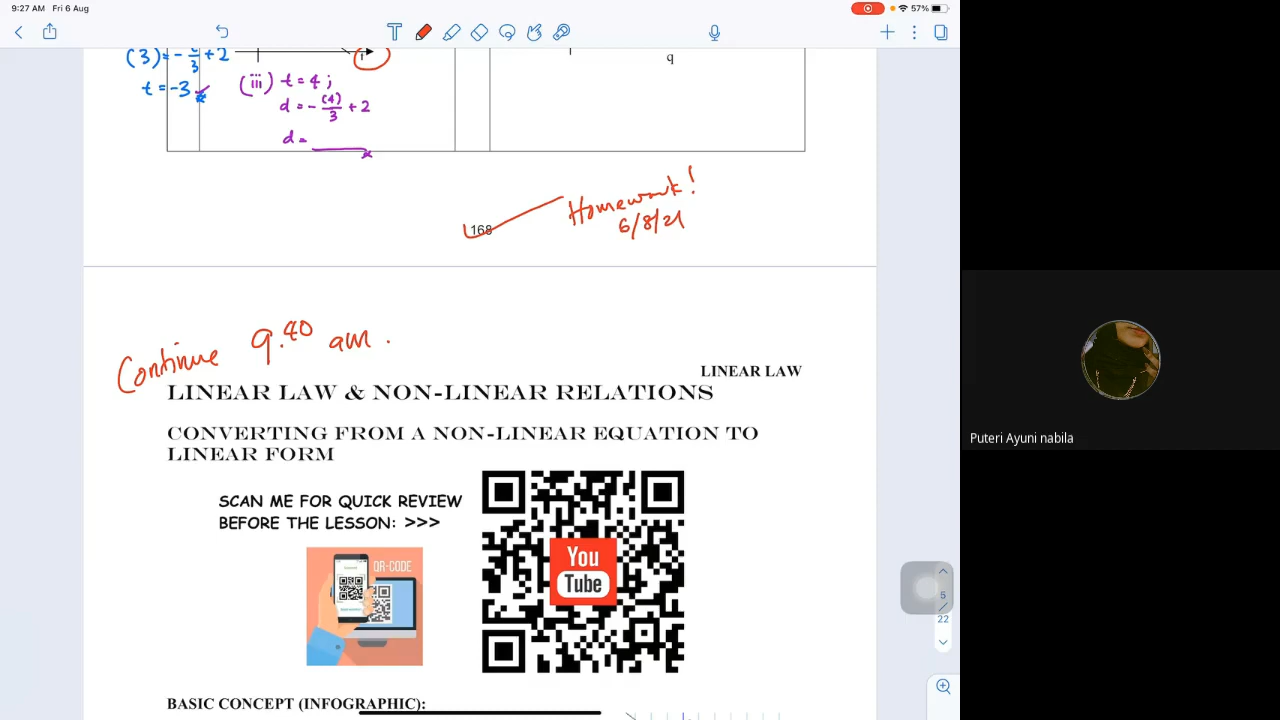 9:27 AM Fri 6 Aug
57%
(3) = - /3 + 2
t = -3
(iii) t = 4 ;
d = - (4)/3 + 2
d =
q
Homework!
6/8/21
168
Continue 9.40 am.
LINEAR LAW
LINEAR LAW & NON-LINEAR RELATIONS
CONVERTING FROM A NON-LINEAR EQUATION TO
LINEAR FORM
SCAN ME FOR QUICK REVIEW
BEFORE THE LESSON: >>>
QR-CODE
You
Tube
BASIC CONCEPT (INFOGRAPHIC):
5
/
22
Puteri Ayuni nabila